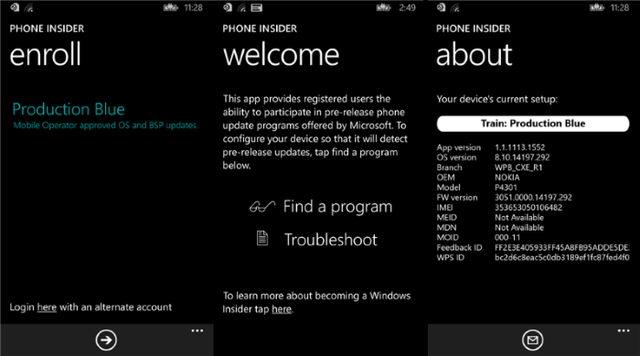 11:28
PHONE INSIDER
enroll
Production Blue
Mobile Operator approved OS and BSP updates.
Login here with an alternate account
2:49
PHONE INSIDER
welcome
This app provides registered users the
ability to participate in pre-release phone
update programs offered by Microsoft. To
configure your device so that it will detect
pre-release updates, tap find a program
below.
Find a program
Troubleshoot
To learn more about becoming a Windows
Insider tap here.
11:28
PHONE INSIDER
about
Your device's current setup:
Train: Production Blue
App version 1.1.1113.1552
OS version 8.10.14197.292
Branch WPB_CXE_R1
OEM NOKIA
Model P4301
FW version 3051.0000.14197.292
IMEI 353653050106482
MEID Not Available
MDN Not Available
MOID 000-11
Feedback ID FF2E3E405933FF45A8FB95ADDE5DE
WPS ID bc2d6c8eac5c0db3189ef1fc87fed4f0